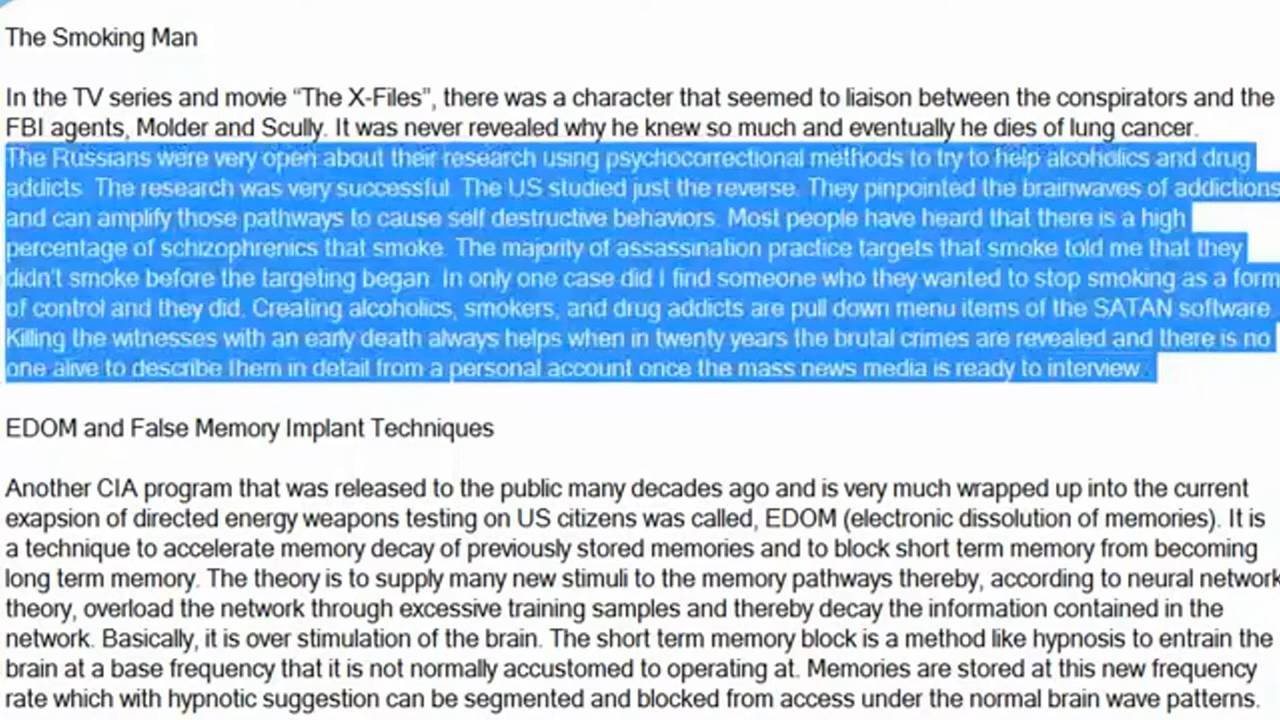 The Smoking Man
In the TV series and movie “The X-Files”, there was a character that seemed to liaison between the conspirators and the
FBI agents, Molder and Scully. It was never revealed why he knew so much and eventually he dies of lung cancer.
The Russians were very open about their research using psychocorrectional methods to try to help alcoholics and drug
addicts. The research was very successful. The US studied just the reverse. They pinpointed the brainwaves of addictions
and can amplify those pathways to cause self destructive behaviors. Most people have heard that there is a high
percentage of schizophrenics that smoke. The majority of assassination practice targets that smoke told me that they
didn't smoke before the targeting began. In only one case did I find someone who they wanted to stop smoking as a form
of control and they did. Creating alcoholics, smokers, and drug addicts are pull down menu items of the SATAN software.
Killing the witnesses with an early death always helps when in twenty years the brutal crimes are revealed and there is no
one alive to describe them in detail from a personal account once the mass news media is ready to interview.
EDOM and False Memory Implant Techniques
Another CIA program that was released to the public many decades ago and is very much wrapped up into the current
exapsion of directed energy weapons testing on US citizens was called, EDOM (electronic dissolution of memories). It is
a technique to accelerate memory decay of previously stored memories and to block short term memory from becoming
long term memory. The theory is to supply many new stimuli to the memory pathways thereby, according to neural network
theory, overload the network through excessive training samples and thereby decay the information contained in the
network. Basically, it is over stimulation of the brain. The short term memory block is a method like hypnosis to entrain the
brain at a base frequency that it is not normally accustomed to operating at. Memories are stored at this new frequency
rate which with hypnotic suggestion can be segmented and blocked from access under the normal brain wave patterns.